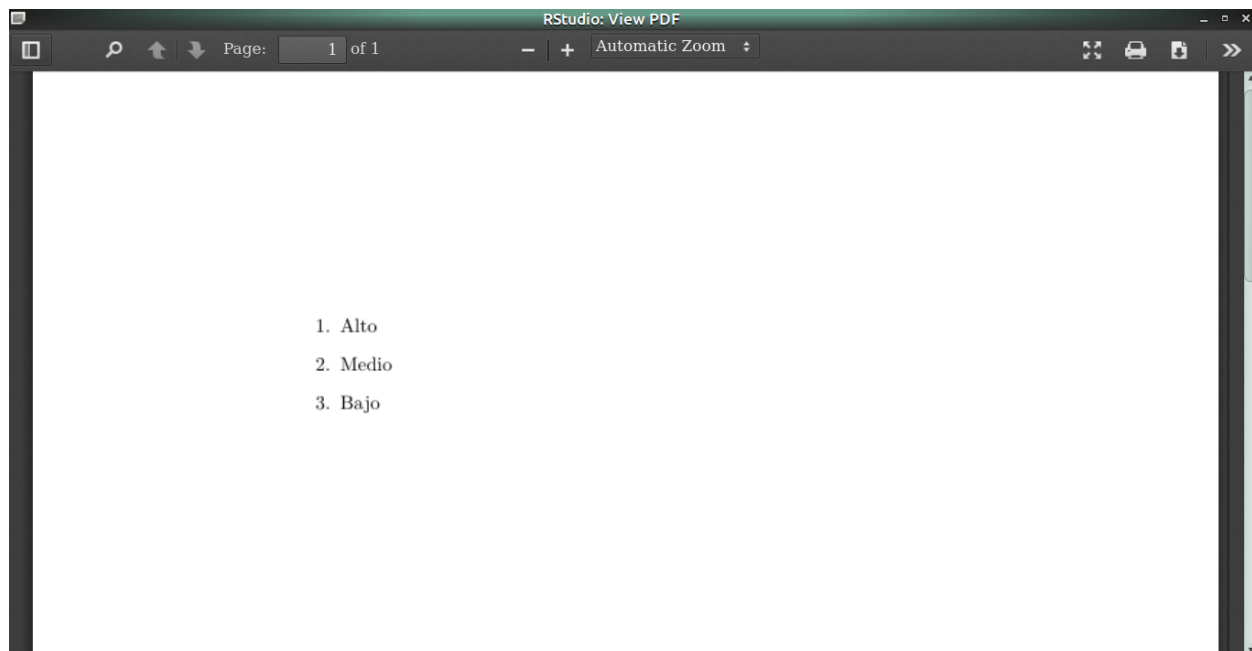 RStudio: View PDF
Page: 1 of 1 Automatic Zoom
1. Alto
2. Medio
3. Bajo